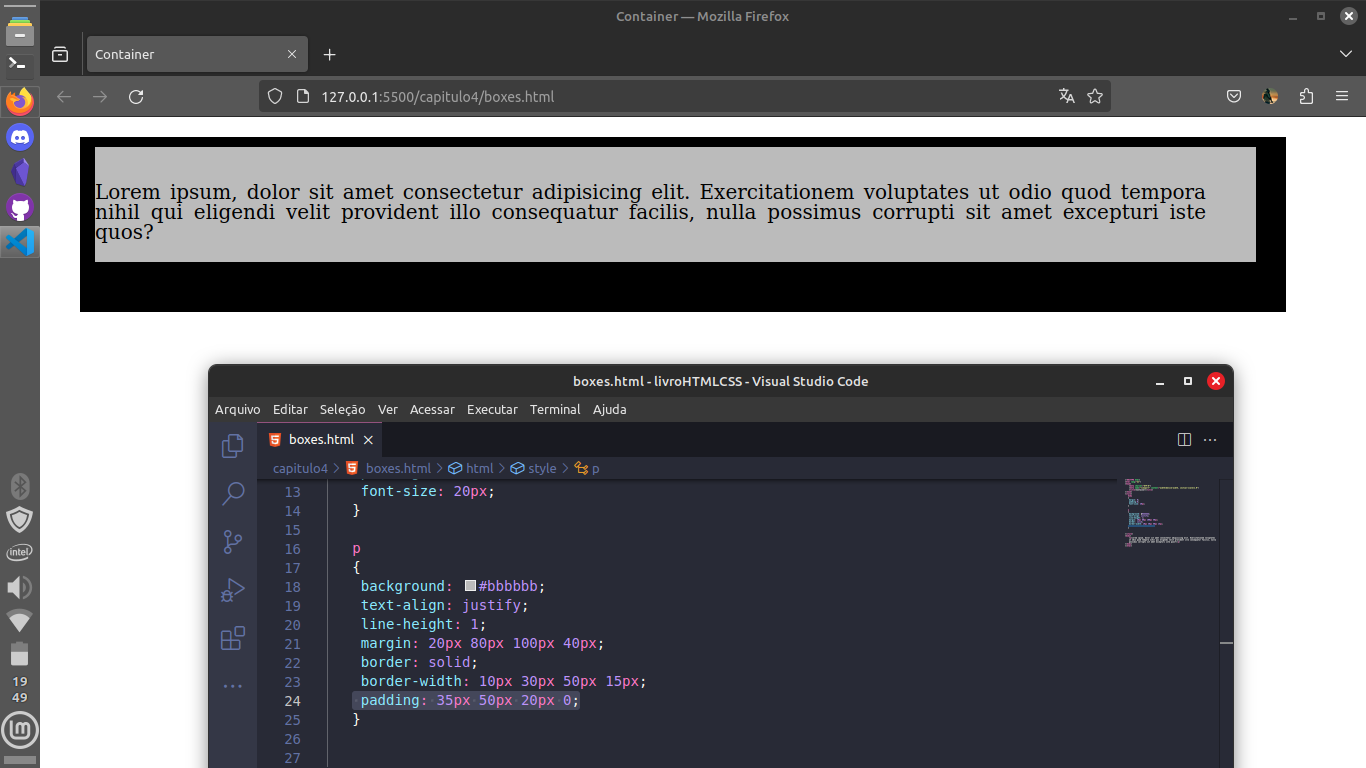 Container — Mozilla Firefox
Container
127.0.0.1:5500/capitulo4/boxes.html
Lorem ipsum, dolor sit amet consectetur adipisicing elit. Exercitationem voluptates ut odio quod tempora
nihil qui eligendi velit provident illo consequatur facilis, nulla possimus corrupti sit amet excepturi iste
quos?
boxes.html - livroHTMLCSS - Visual Studio Code
Arquivo Editar Seleção Ver Acessar Executar Terminal Ajuda
boxes.html
capitulo4 > boxes.html > html > style > p
13 font-size: 20px;
14 }
15
16 p
17 {
18 background: #bbbbbb;
19 text-align: justify;
20 line-height: 1;
21 margin: 20px 80px 100px 40px;
22 border: solid;
23 border-width: 10px 30px 50px 15px;
24 padding: 35px 50px 20px 0;
25 }
26
27
intel
19
49